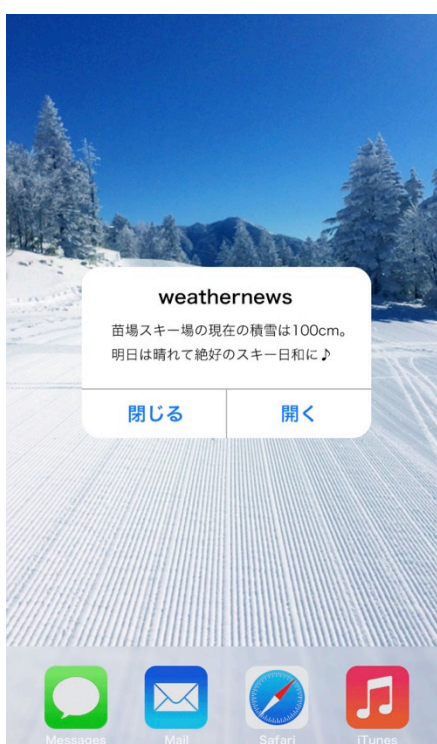 weathernews
苗場スキー場の現在の積雪は100cm。
明日は晴れて絶好のスキー日和に♪
閉じる 開く
Messages Mail Safari iTunes